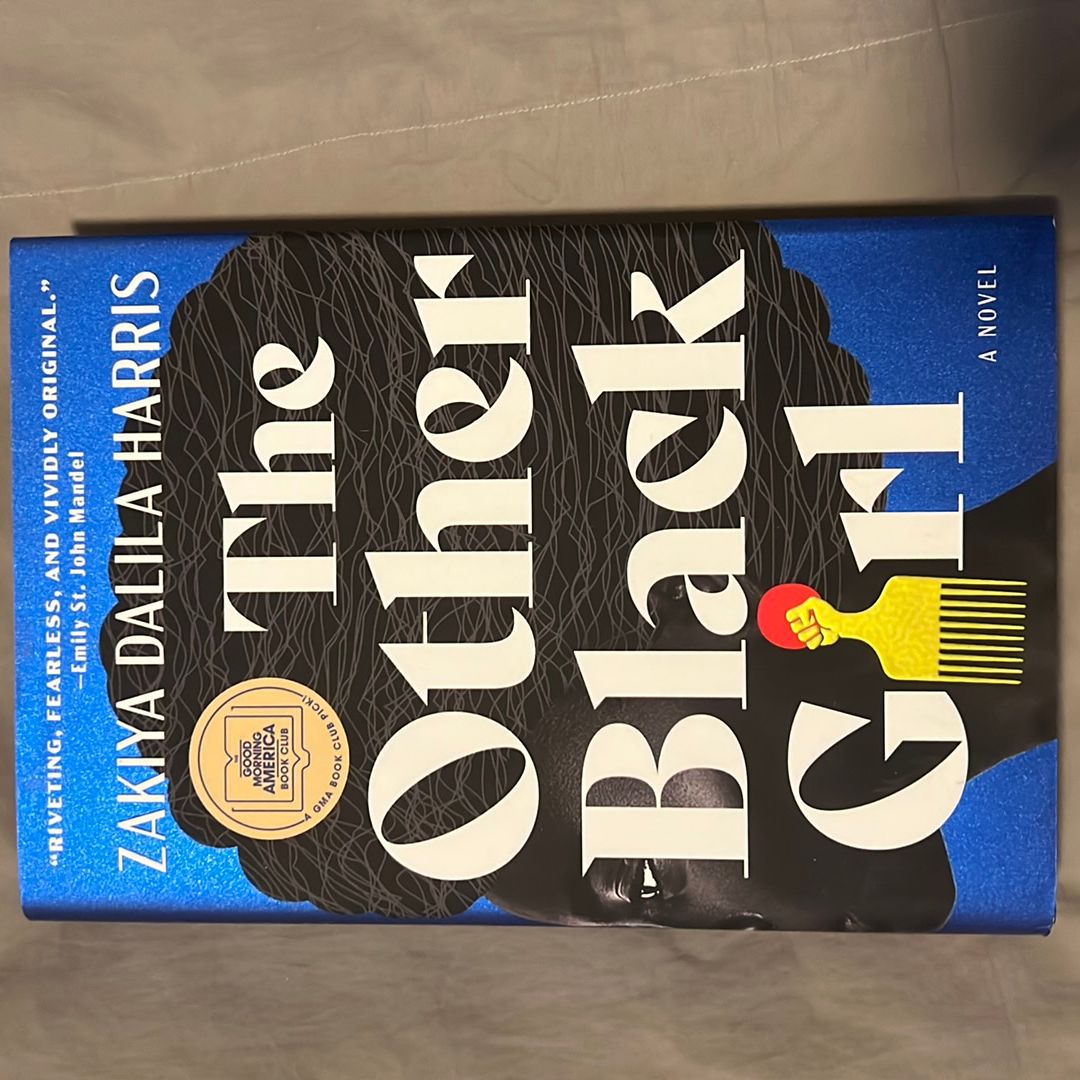 “RIVETING, FEARLESS, AND VIVIDLY ORIGINAL.”
—Emily St. John Mandel
ZAKIYA DALILA HARRIS
The
Other
Black
Girl
THE
GOOD
MORNING
AMERICA
BOOK CLUB
A GMA BOOK CLUB PICK!
A NOVEL